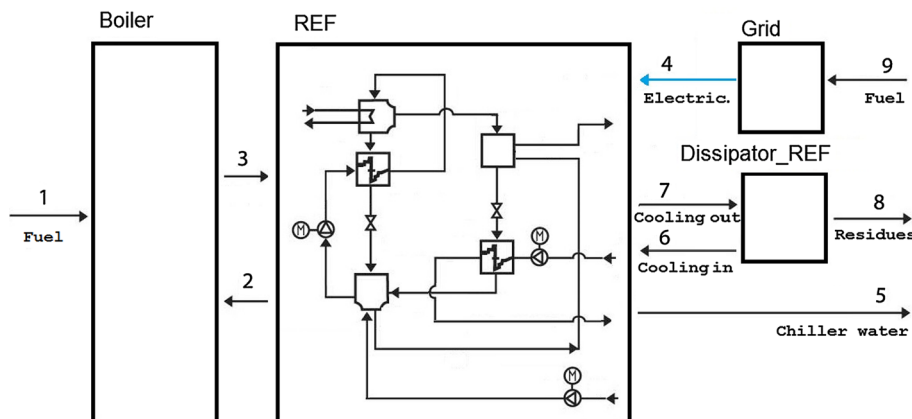 Boiler
REF
Grid
4
9
Electric.
Fuel
Dissipator_REF
3
7
8
1
Cooling out
Residues
Fuel
6
Cooling in
2
5
Chiller water
M
M
M